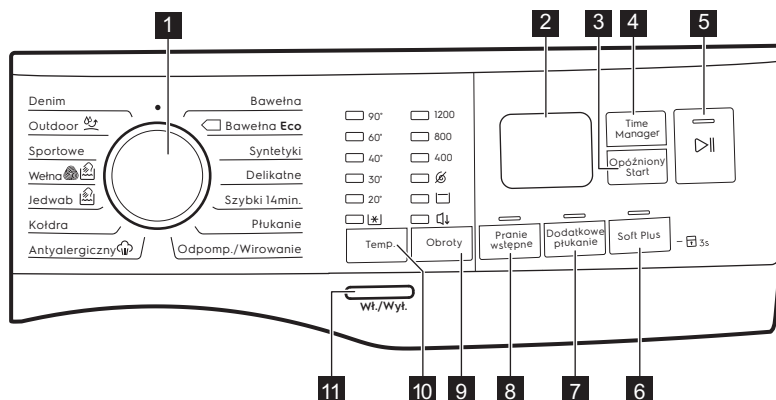 1
2
3
4
5
Denim
Outdoor
Sportowe
Wełna
Jedwab
Kołdra
Antyalergiczny
Bawełna
Bawełna Eco
Syntetyki
Delikatne
Szybki 14min.
Płukanie
Odpomp./Wirowanie
90°
60°
40°
30°
20°
1200
800
400
Temp.
Obroty
Time
Manager
Opóźniony
Start
Pranie
wstępne
Dodatkowe
płukanie
Soft Plus
3s
Wł./Wył.
11
10
9
8
7
6